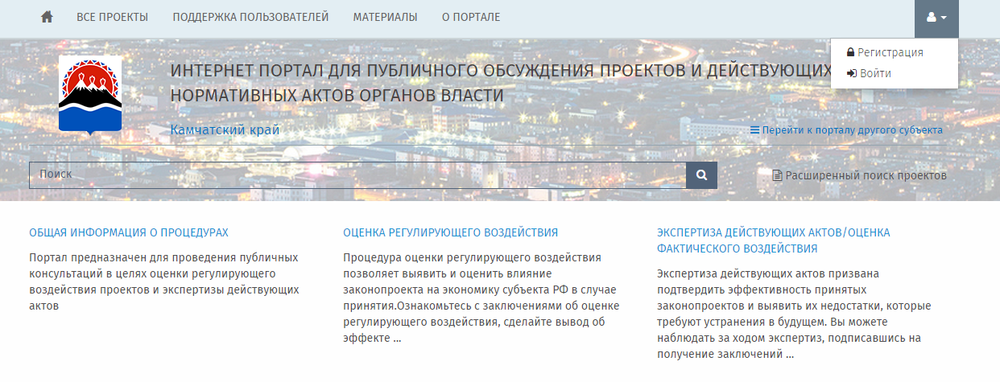 ВСЕ ПРОЕКТЫ ПОДДЕРЖКА ПОЛЬЗОВАТЕЛЕЙ МАТЕРИАЛЫ О ПОРТАЛЕ
Регистрация
Войти
ИНТЕРНЕТ ПОРТАЛ ДЛЯ ПУБЛИЧНОГО ОБСУЖДЕНИЯ ПРОЕКТОВ И ДЕЙСТВУЮЩИХ
НОРМАТИВНЫХ АКТОВ ОРГАНОВ ВЛАСТИ
Камчатский край
Перейти к порталу другого субъекта
Поиск
Расширенный поиск проектов
ОБЩАЯ ИНФОРМАЦИЯ О ПРОЦЕДУРАХ
Портал предназначен для проведения публичных
консультаций в целях оценки регулирующего
воздействия проектов и экспертизы действующих
актов
ОЦЕНКА РЕГУЛИРУЮЩЕГО ВОЗДЕЙСТВИЯ
Процедура оценки регулирующего воздействия
позволяет выявить и оценить влияние
законопроекта на экономику субъекта РФ в случае
принятия.Ознакомьтесь с заключениями об оценке
регулирующего воздействия, сделайте вывод об
эффекте ...
ЭКСПЕРТИЗА ДЕЙСТВУЮЩИХ АКТОВ/ОЦЕНКА
ФАКТИЧЕСКОГО ВОЗДЕЙСТВИЯ
Экспертиза действующих актов призвана
подтвердить эффективность принятых
законопроектов и выявить их недостатки, которые
требуют устранения в будущем. Вы можете
наблюдать за ходом экспертиз, подписавшись на
получение заключений ...